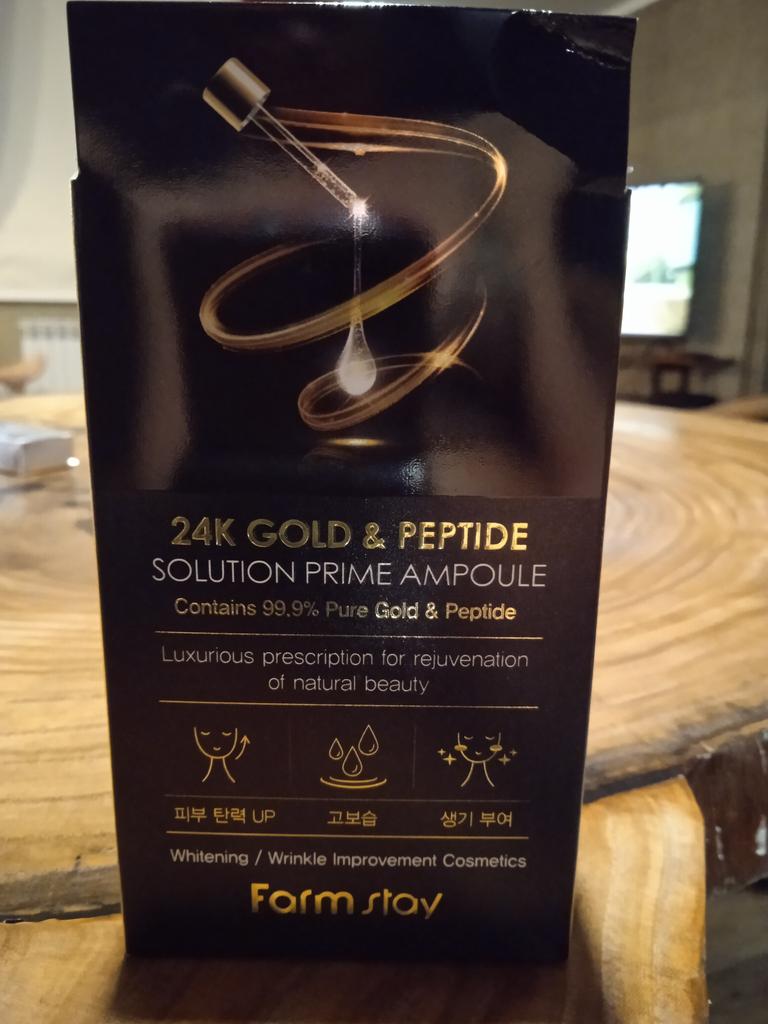 24K GOLD & PEPTIDE
SOLUTION PRIME AMPOULE
Contains 99.9% Pure Gold & Peptide
Luxurious prescription for rejuvenation
of natural beauty
피부 탄력 UP 고보습 생기 부여
Whitening / Wrinkle Improvement Cosmetics
Farm stay